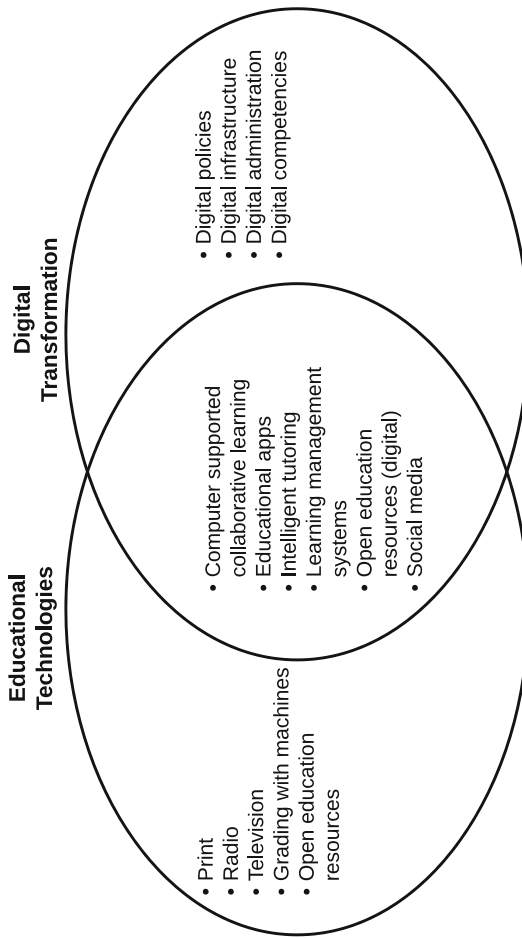 Educational
Technologies
Digital
Transformation
• Print
• Radio
• Television
• Grading with machines
• Open education
resources
• Computer supported
collaborative learning
• Educational apps
• Intelligent tutoring
• Learning management
systems
• Open education
resources (digital)
• Social media
• Digital policies
• Digital infrastructure
• Digital administration
• Digital competencies